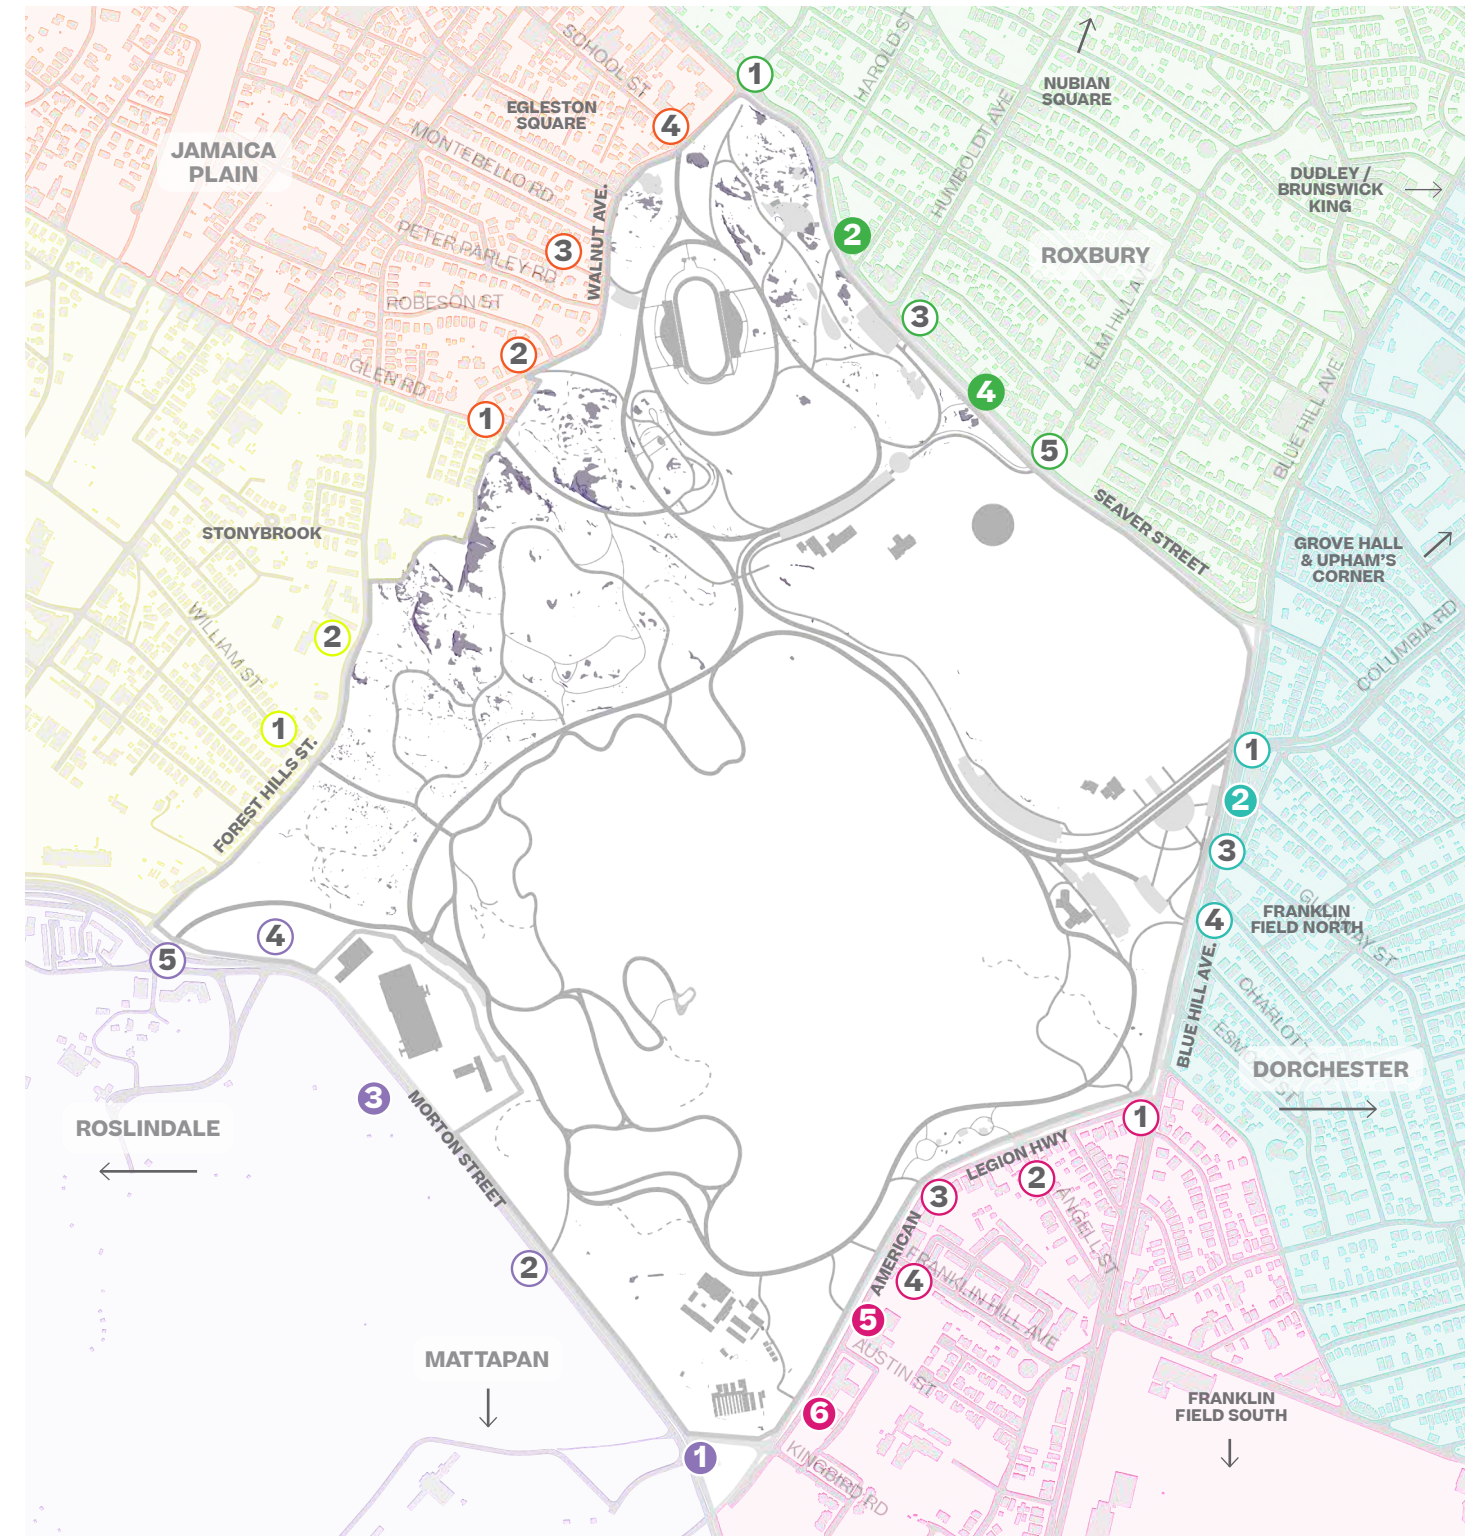 SCHOOL ST
HAROLD ST
1
NUBIAN
SQUARE
EGLESTON
SQUARE
4
HUMBOLDT AVE
JAMAICA
PLAIN
MONTEBELLO RD
DUDLEY /
BRUNSWICK
KING
WALNUT AVE.
2
PETER PARLEY RD
3
ROXBURY
ROBESON ST
3
ELM HILL AVE
2
GLEN RD
4
1
5
BLUE HILL AVE
STONYBROOK
SEAVER STREET
GROVE HALL
& UPHAM'S
CORNER
WILLIAM ST
2
COLUMBIA RD
1
1
FOREST HILLS ST.
2
3
4
5
4
FRANKLIN
FIELD NORTH
BLUE HILL AVE.
CHARLOTTE
ESMOND ST
DORCHESTER
3
ROSLINDALE
MORTON STREET
1
LEGION HWY
2
ANGELL ST
3
AMERICAN
2
4
FRANKLIN HILL AVE
5
AUSTIN ST
MATTAPAN
6
FRANKLIN
FIELD SOUTH
1
KINGBIRD RD